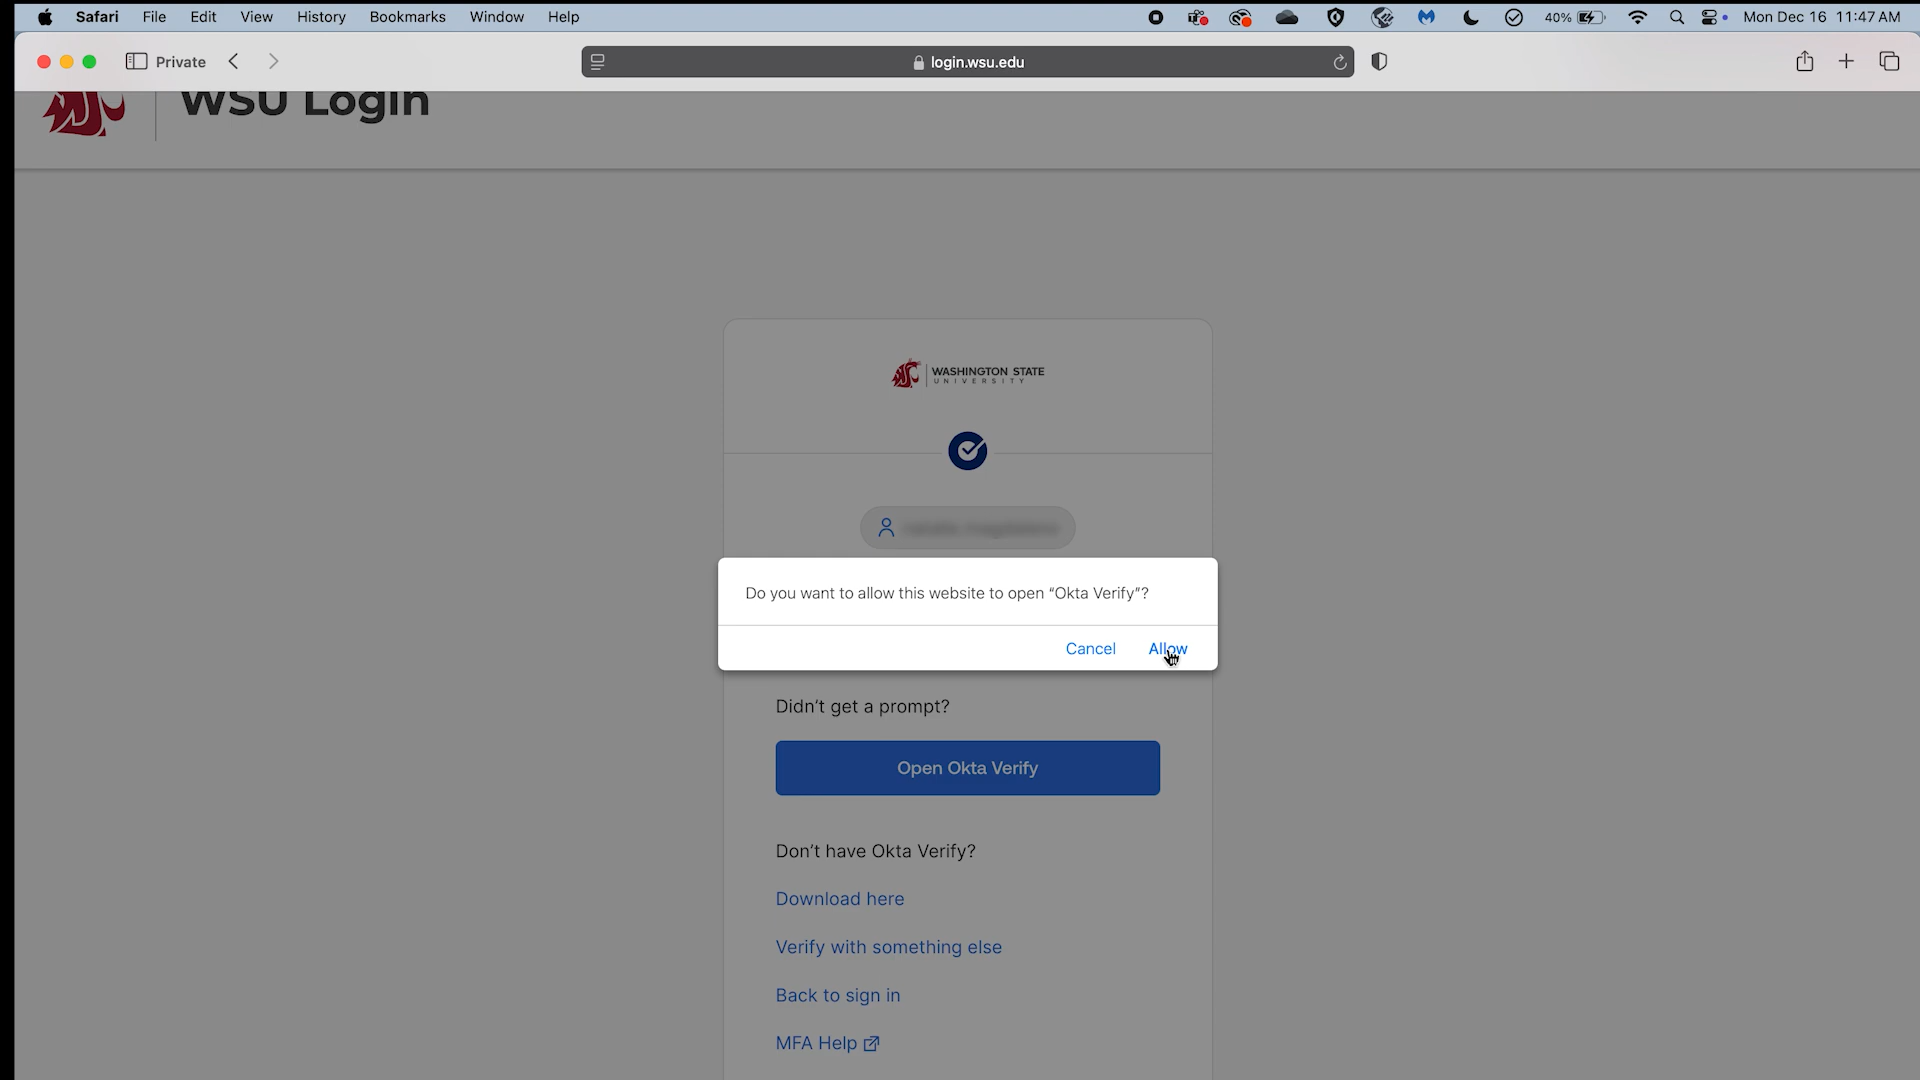 Safari File Edit View History Bookmarks Window Help 40% Mon Dec 16 11:47 AM
Private login.wsu.edu
WSU Login
WASHINGTON STATE
UNIVERSITY
Do you want to allow this website to open “Okta Verify”?
Cancel Allow
Didn't get a prompt?
Open Okta Verify
Don't have Okta Verify?
Download here
Verify with something else
Back to sign in
MFA Help